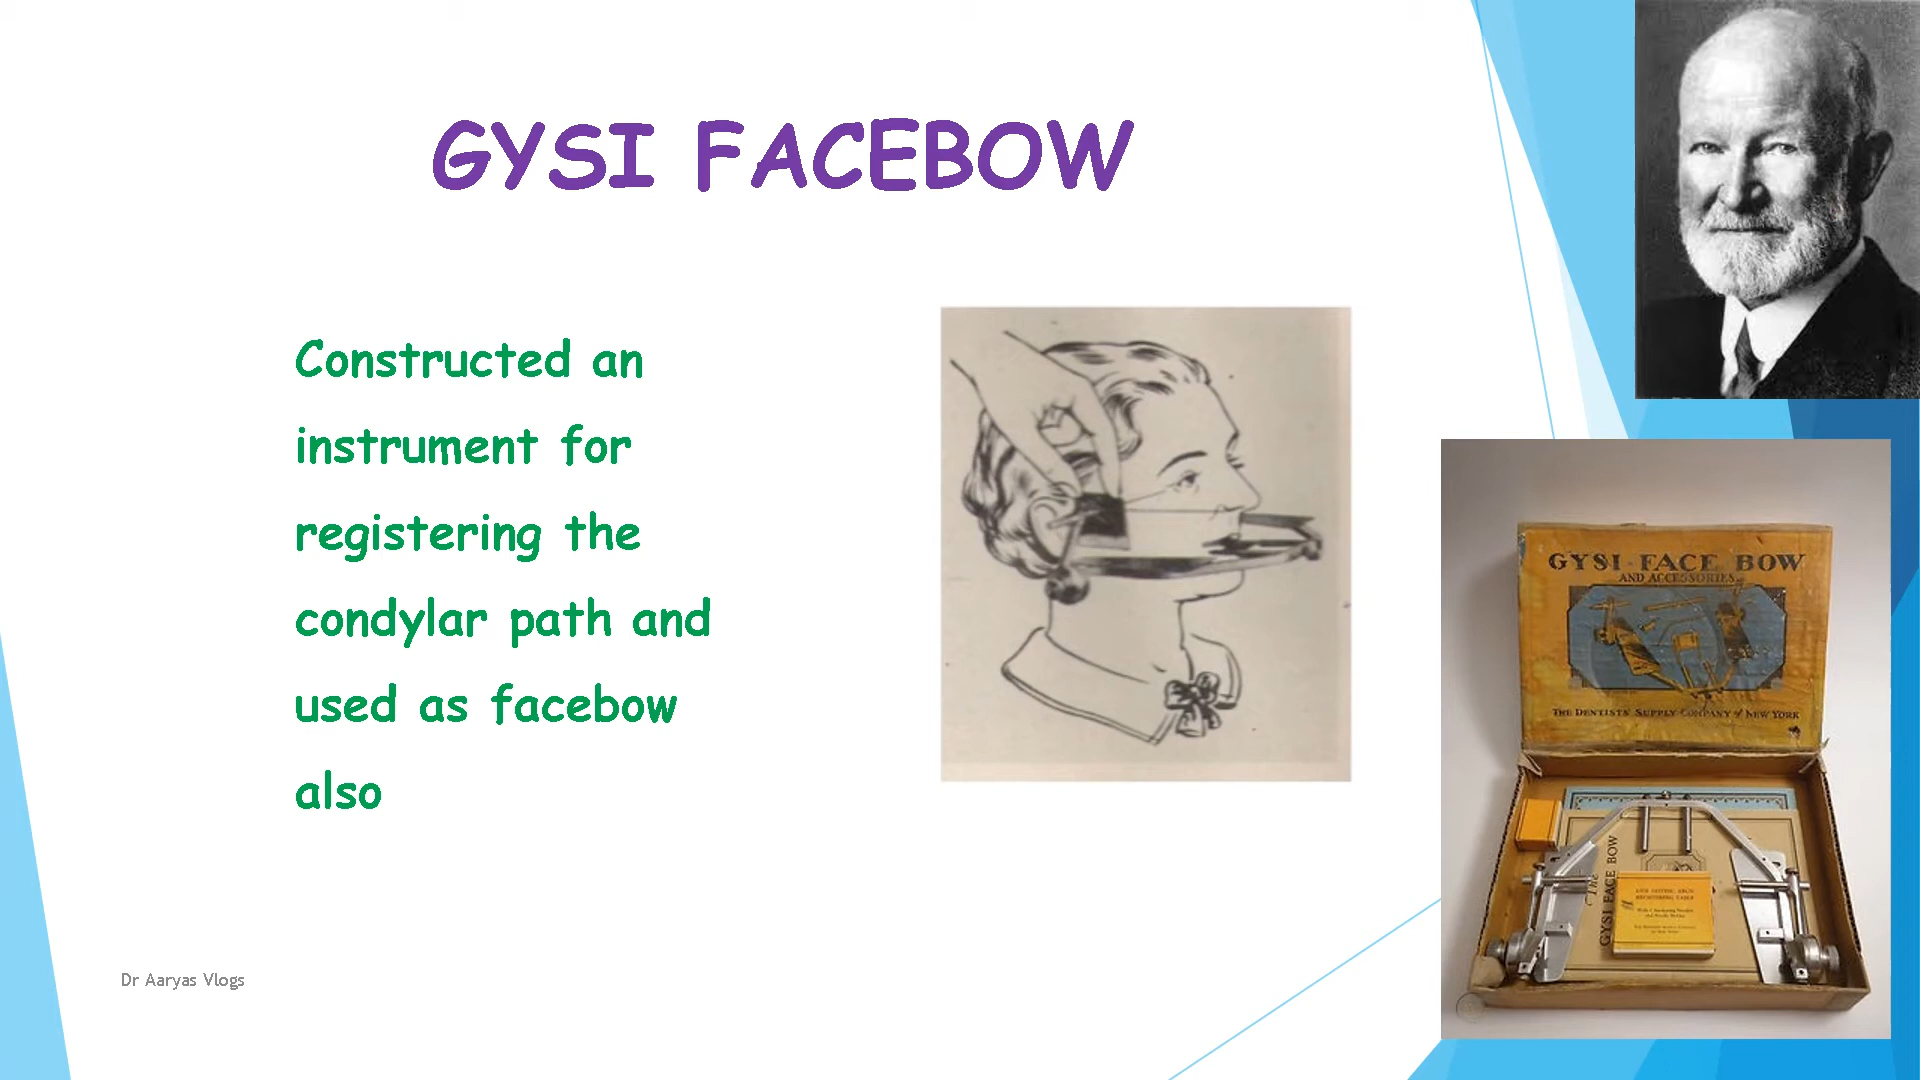 GYSI FACEBOW
Constructed an
instrument for
registering the
condylar path and
used as facebow
also
GYSI FACE BOW
AND ACCESSORIES
THE DENTISTS' SUPPLY COMPANY of NEW YORK
The
GYSI FACE BOW
Dr Aaryas Vlogs